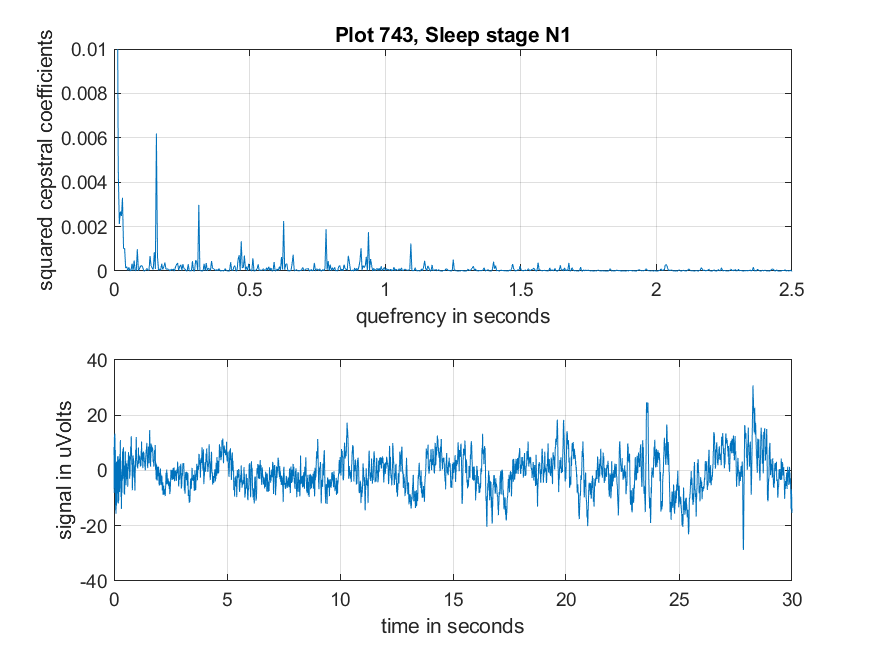 Plot 743, Sleep stage N1
squared cepstral coefficients
0.01
0.008
0.006
0.004
0.002
0
0 0.5 1 1.5 2 2.5
quefrency in seconds
signal in uVolts
40
20
0
-20
-40
0 5 10 15 20 25 30
time in seconds